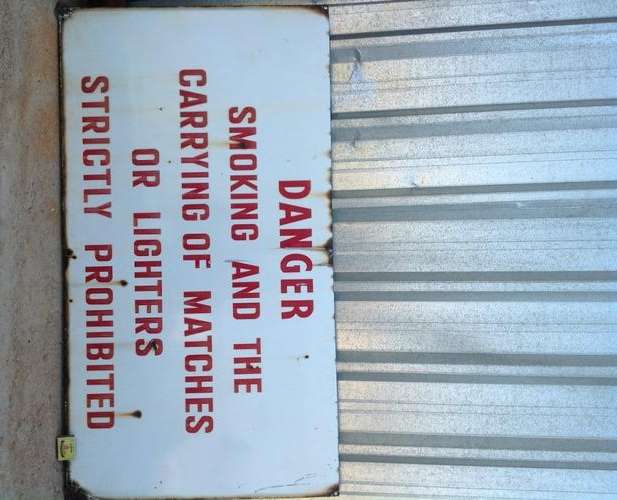 DANGER
SMOKING AND THE
CARRYING OF MATCHES
OR LIGHTERS
STRICTLY PROHIBITED